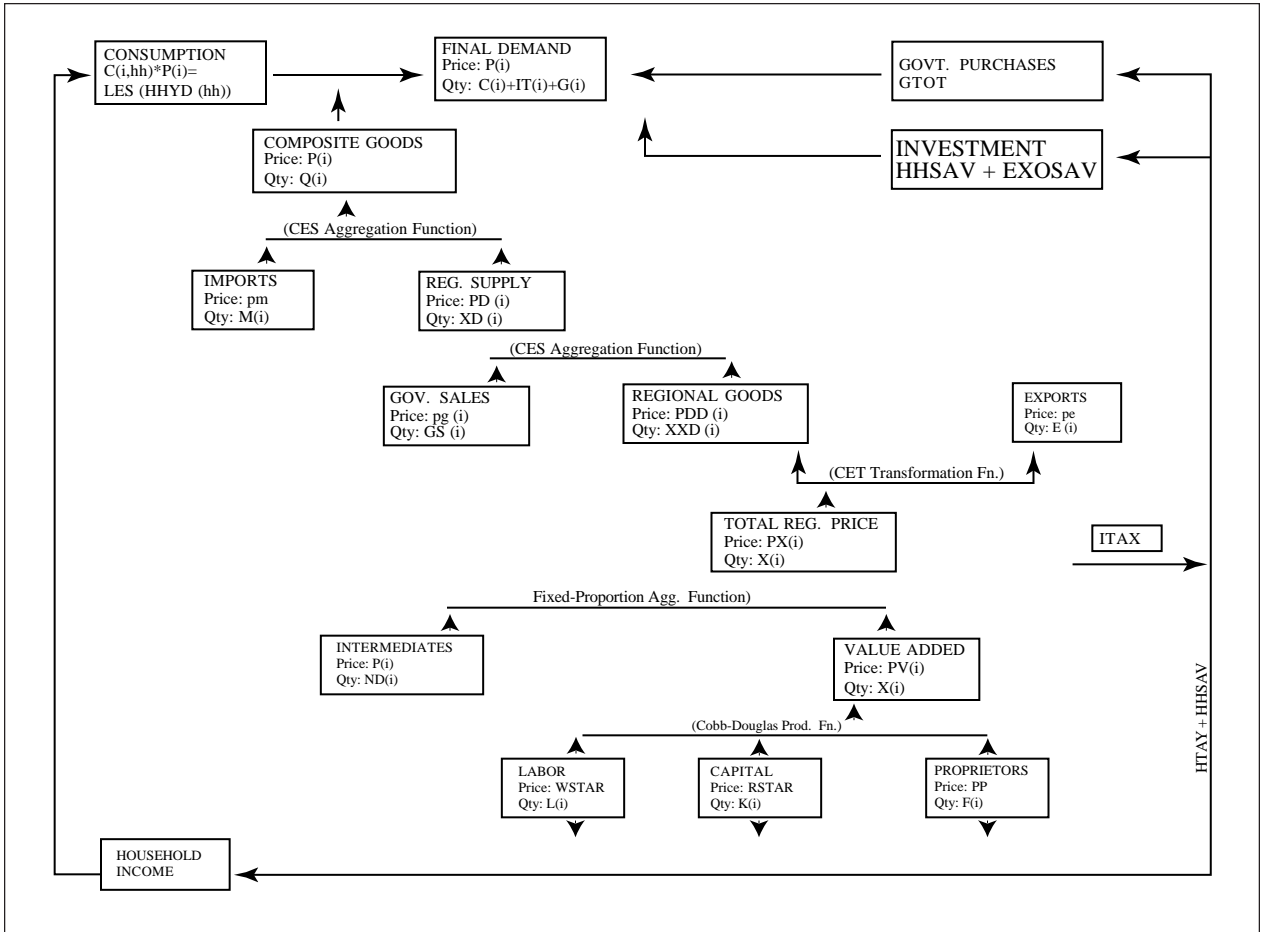 CONSUMPTION
C(i,hh)*P(i)=
LES (HHYD (hh))
FINAL DEMAND
Price: P(i)
Qty: C(i)+IT(i)+G(i)
GOVT. PURCHASES
GTOT
COMPOSITE GOODS
Price: P(i)
Qty: Q(i)
INVESTMENT
HHSAV + EXOSAV
(CES Aggregation Function)
IMPORTS
Price: pm
Qty: M(i)
REG. SUPPLY
Price: PD (i)
Qty: XD (i)
(CES Aggregation Function)
GOV. SALES
Price: pg (i)
Qty: GS (i)
REGIONAL GOODS
Price: PDD (i)
Qty: XXD (i)
EXPORTS
Price: pe
Qty: E (i)
(CET Transformation Fn.)
TOTAL REG. PRICE
Price: PX(i)
Qty: X(i)
ITAX
Fixed-Proportion Agg. Function)
INTERMEDIATES
Price: P(i)
Qty: ND(i)
VALUE ADDED
Price: PV(i)
Qty: X(i)
HTAY + HHSAV
(Cobb-Douglas Prod. Fn.)
LABOR
Price: WSTAR
Qty: L(i)
CAPITAL
Price: RSTAR
Qty: K(i)
PROPRIETORS
Price: PP
Qty: F(i)
HOUSEHOLD
INCOME